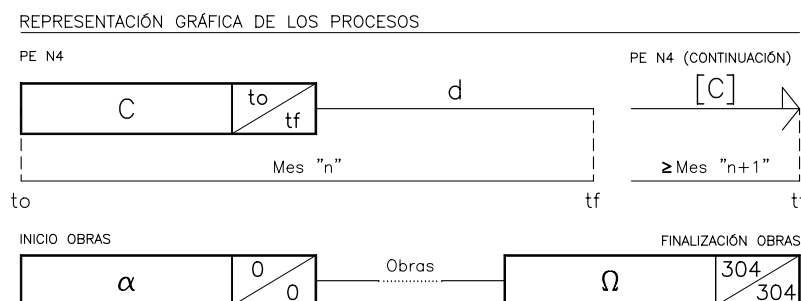 REPRESENTACIÓN GRÁFICA DE LOS PROCESOS
PE N4
PE N4 (CONTINUACIÓN)
C
to
tf
d
[C]
Mes "n"
≥Mes "n+1"
to
tf
INICIO OBRAS
FINALIZACIÓN OBRAS
α
0
0
Obras
Ω
304
304